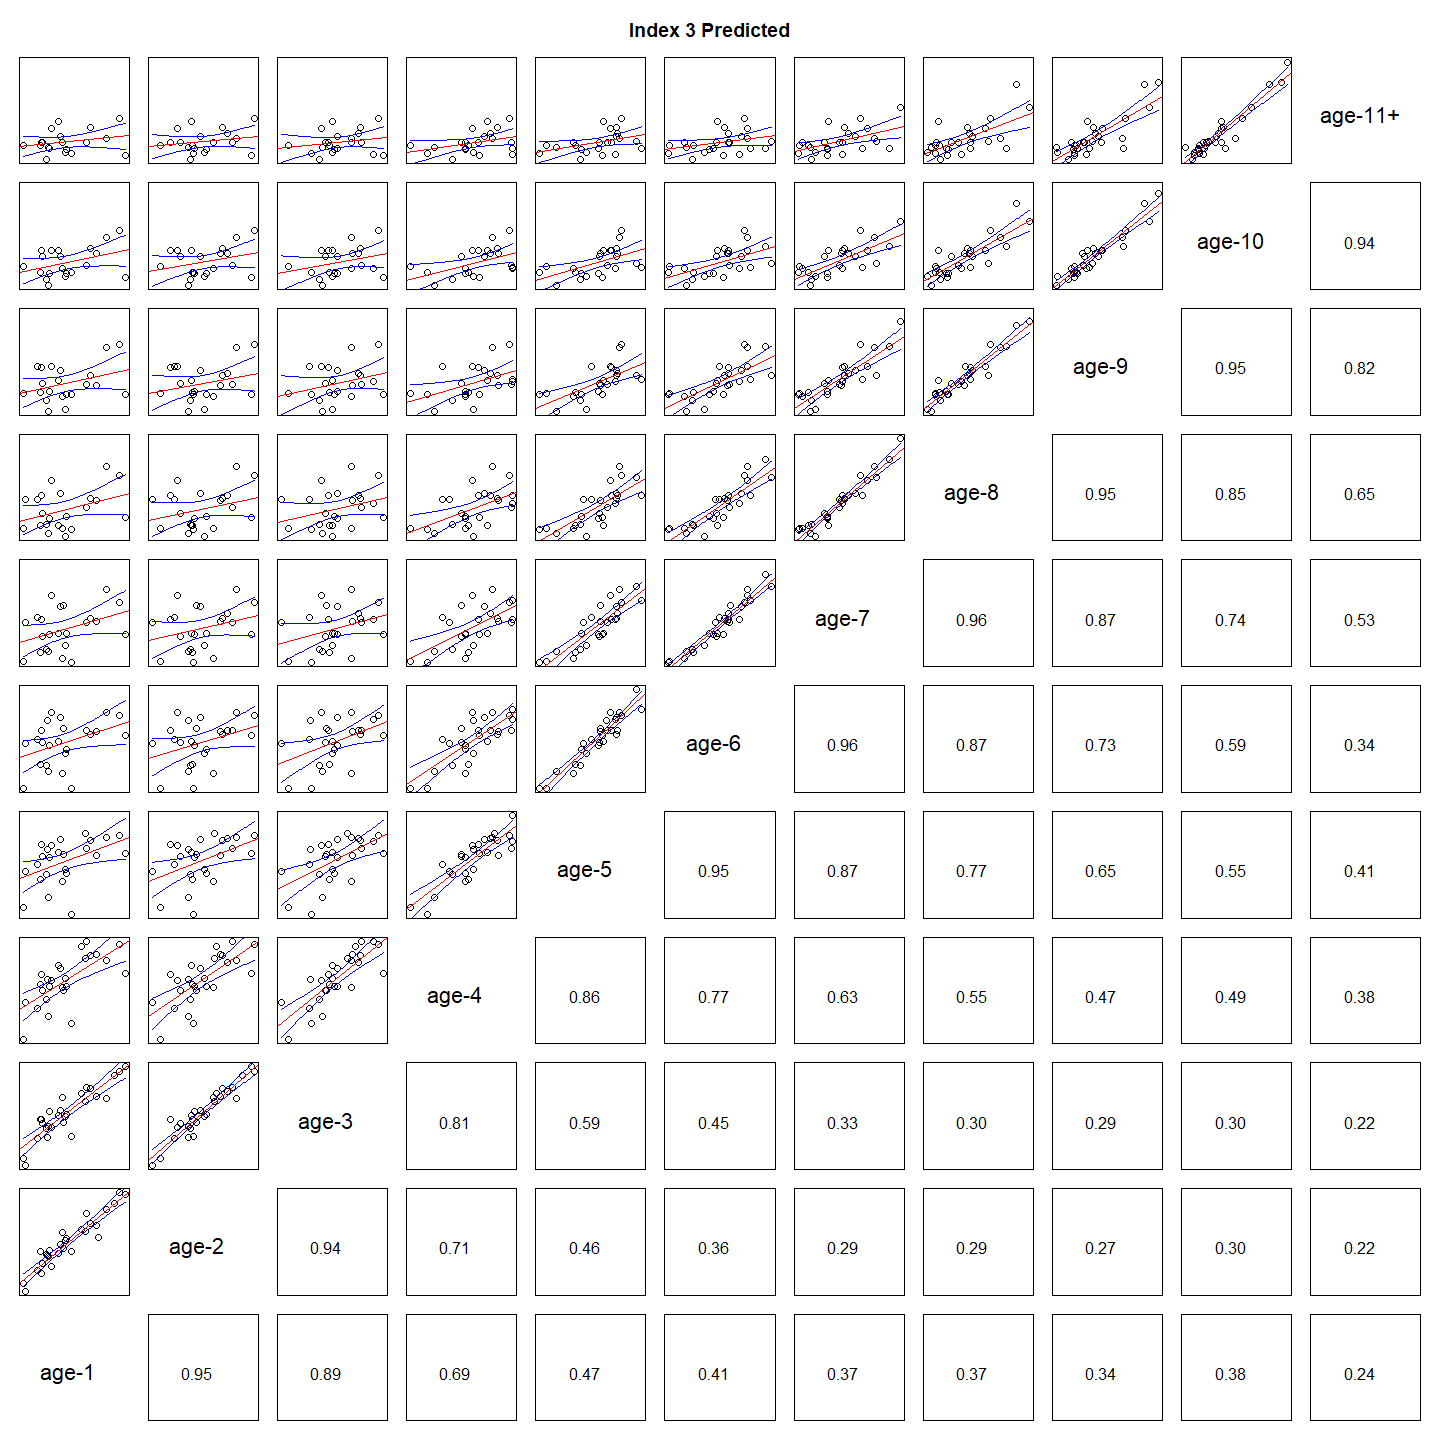 Index 3 Predicted
age-11+
age-10 0.94
age-9 0.95 0.82
age-8 0.95 0.85 0.65
age-7 0.96 0.87 0.74 0.53
age-6 0.96 0.87 0.73 0.59 0.34
age-5 0.95 0.87 0.77 0.65 0.55 0.41
age-4 0.86 0.77 0.63 0.55 0.47 0.49 0.38
age-3 0.81 0.59 0.45 0.33 0.30 0.29 0.30 0.22
age-2 0.94 0.71 0.46 0.36 0.29 0.29 0.27 0.30 0.22
age-1 0.95 0.89 0.69 0.47 0.41 0.37 0.37 0.34 0.38 0.24